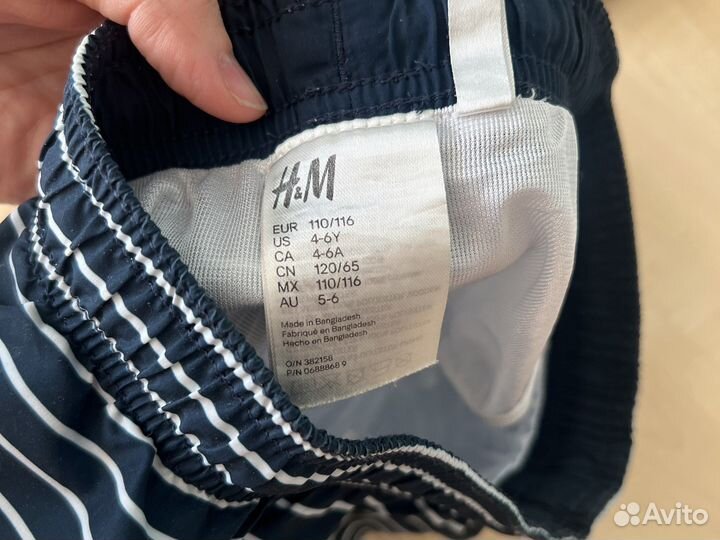 H&M
EUR 110/116
US 4-6Y
CA 4-6A
CN 120/65
MX 110/116
AU 5-6
Made in Bangladesh
Fabriqué en Bangladesh
Hecho en Bangladesh
O/N 382158
P/N 0688868 9
Avito